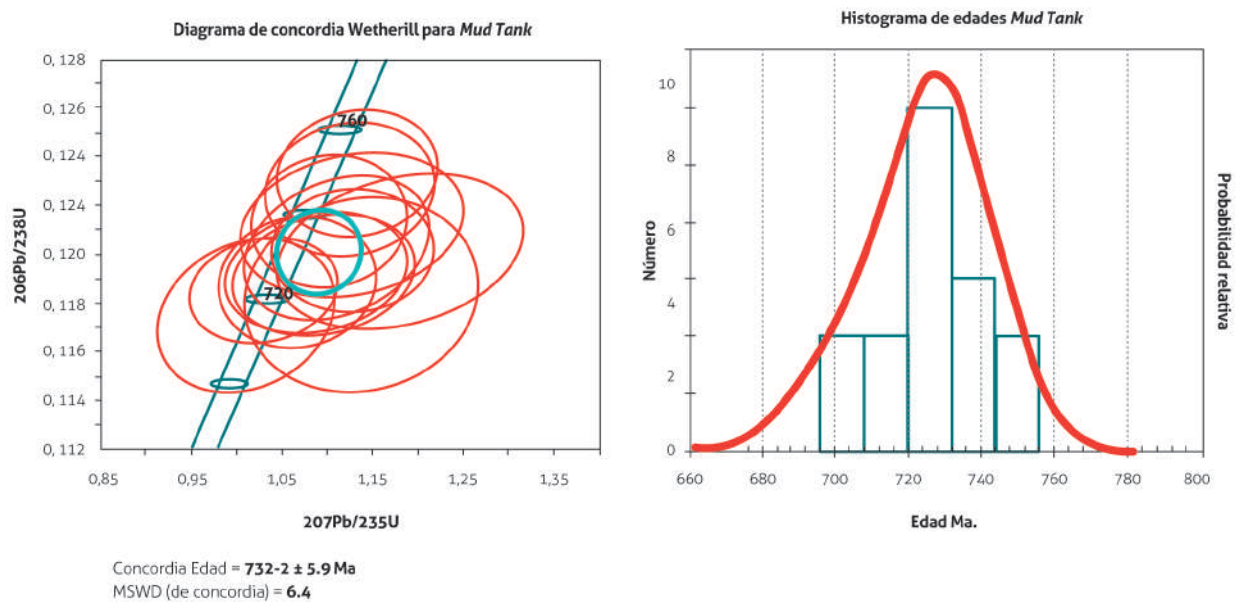 Diagrama de concordia Wetherill para Mud Tank
0,128
0,126
0,124
0,124
0,120
0,118
0,116
0,114
0,112
206Pb/238U
760
720
0,85 0,95 1,05 1,15 1,25 1,35
207Pb/235U
Concordia Edad = 732-2 ± 5.9 Ma
MSWD (de concordia) = 6.4
Histograma de edades Mud Tank
10
8
6
4
2
0
Número
Probabilidad relativa
660 680 700 720 740 760 780 800
Edad Ma.